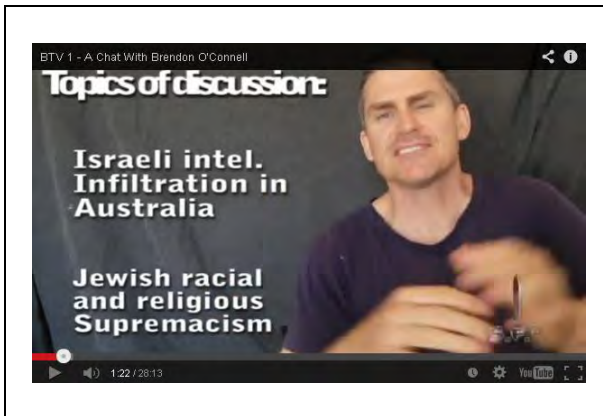 BTV 1 - A Chat With Brendon O'Connell
Topics of discussion:
Israeli intel.
Infiltration in
Australia
Jewish racial
and religious
Supremacism
1:22 / 28:13
YouTube